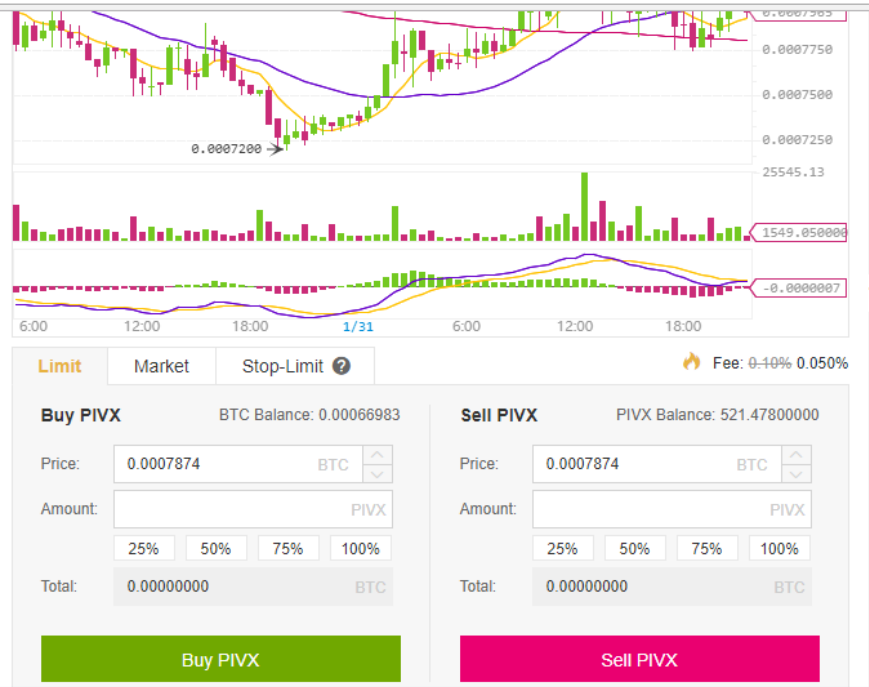 0.0007965
0.0007750
0.0007500
0.0007250
0.0007200
25545.13
1549.050000
-0.0000007
6:00 12:00 18:00 1/31 6:00 12:00 18:00
Limit Market Stop-Limit ? Fee: 0.10% 0.050%
Buy PIVX BTC Balance: 0.00066983
Price: 0.0007874 BTC
Amount: PIVX
25% 50% 75% 100%
Total: 0.00000000 BTC
Buy PIVX
Sell PIVX PIVX Balance: 521.47800000
Price: 0.0007874 BTC
Amount: PIVX
25% 50% 75% 100%
Total: 0.00000000 BTC
Sell PIVX